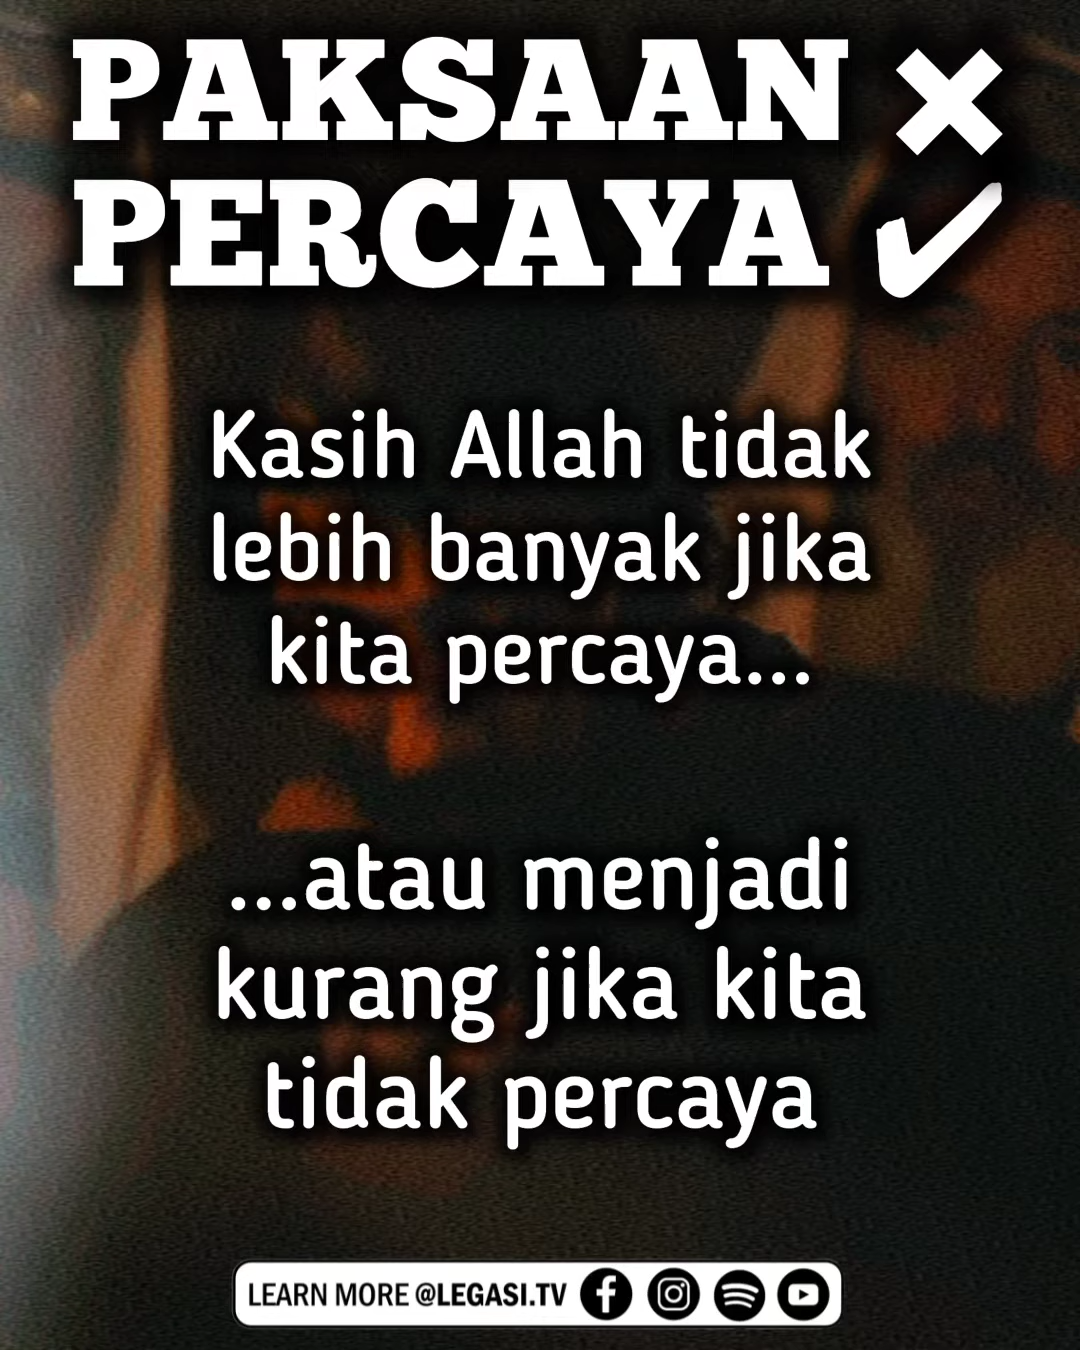 PAKSAAN ✖
PERCAYA ✔
Kasih Allah tidak
lebih banyak jika
kita percaya...
...atau menjadi
kurang jika kita
tidak percaya
LEARN MORE @LEGASI.TV